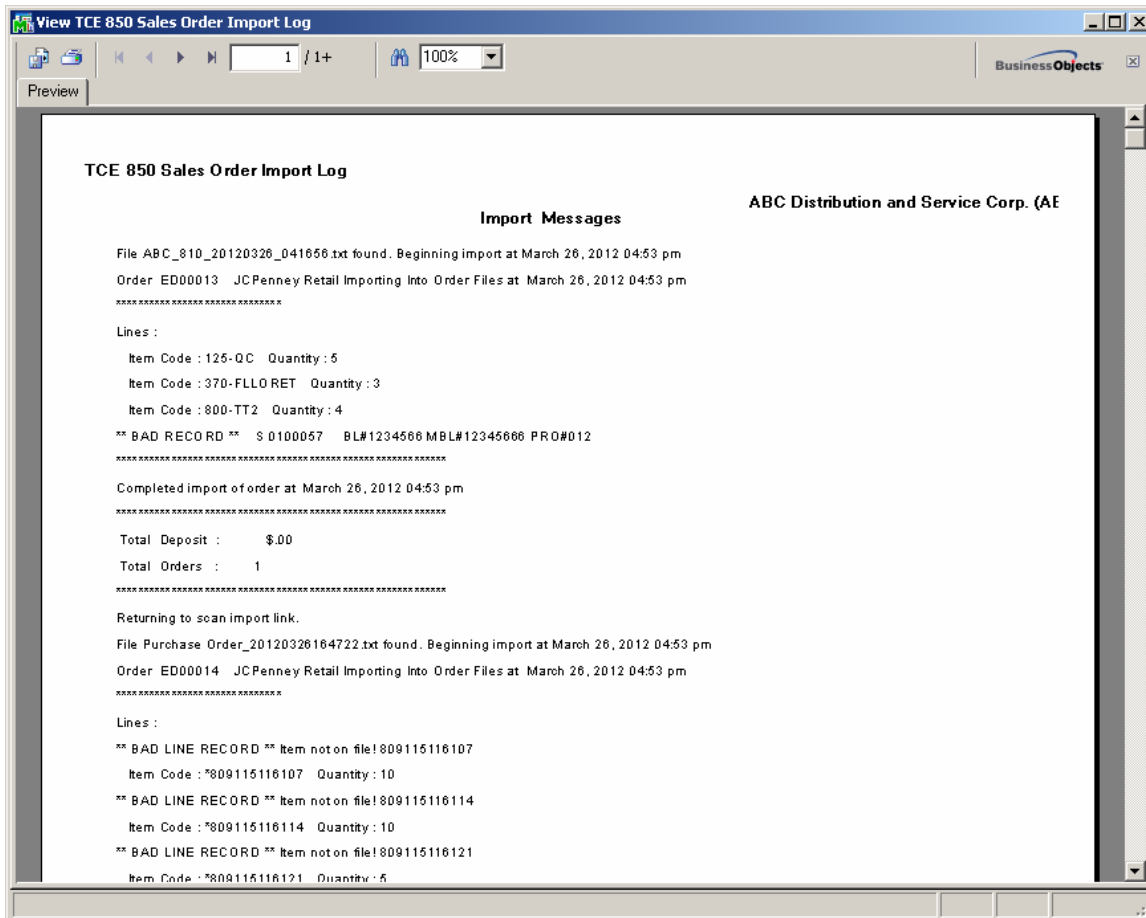 View TCE 850 Sales Order Import Log
1 / 1+ 100% BusinessObjects
Preview
TCE 850 Sales Order Import Log
ABC Distribution and Service Corp. (AE
Import Messages
File ABC_810_20120326_041656.txt found. Beginning import at March 26, 2012 04:53 pm
Order ED00013 JCPenney Retail Importing Into Order Files at March 26, 2012 04:53 pm
******************************
Lines :
Item Code : 125-QC Quantity : 5
Item Code : 370-FLLORET Quantity : 3
Item Code : 800-TT2 Quantity : 4
** BAD RECORD ** S 0100057 BL#1234566 MBL#12345666 PRO#012
************************************************************
Completed import of order at March 26, 2012 04:53 pm
************************************************************
Total Deposit : $.00
Total Orders : 1
************************************************************
Returning to scan import link.
File Purchase Order_20120326164722.txt found. Beginning import at March 26, 2012 04:53 pm
Order ED00014 JCPenney Retail Importing Into Order Files at March 26, 2012 04:53 pm
******************************
Lines :
** BAD LINE RECORD ** Item not on file! 809115116107
Item Code : *809115116107 Quantity : 10
** BAD LINE RECORD ** Item not on file! 809115116114
Item Code : *809115116114 Quantity : 10
** BAD LINE RECORD ** Item not on file! 809115116121
Item Code : *809115116121 Quantity : 5